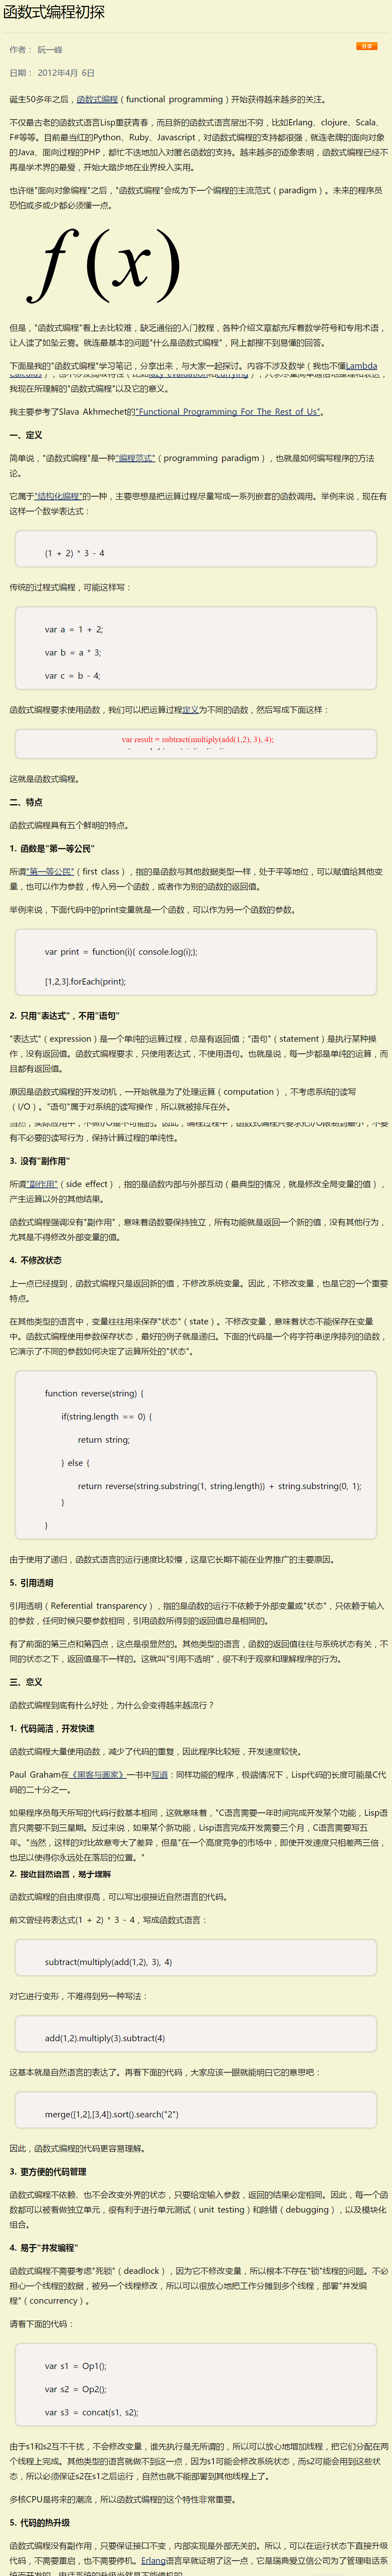 函数式编程初探
作者： 阮一峰
分享
日期： 2012年4月 6日
诞生50多年之后，函数式编程（functional programming）开始获得越来越多的关注。
不仅最古老的函数式语言Lisp重获青春，而且新的函数式语言层出不穷，比如Erlang、clojure、Scala、
F#等等。目前最当红的Python、Ruby、Javascript，对函数式编程的支持都很强，就连老牌的面向对象
的Java、面向过程的PHP，都忙不迭地加入对匿名函数的支持。越来越多的迹象表明，函数式编程已经不
再是学术界的最爱，开始大踏步地在业界投入实用。
也许继"面向对象编程"之后，"函数式编程"会成为下一个编程的主流范式（paradigm）。未来的程序员
恐怕或多或少都必须懂一点。
f(x)
但是，"函数式编程"看上去比较难，缺乏通俗的入门教程，各种介绍文章都充斥着数学符号和专用术语，
让人读了如坠云雾。就连最基本的问题"什么是函数式编程"，网上都搜不到易懂的回答。
下面是我的"函数式编程"学习笔记，分享出来，与大家一起探讨。内容不涉及数学（我也不懂Lambda
Calculus），也不涉及高级特性（比如lazy evaluation和currying），只求尽量简单通俗地整理和表达，
我现在所理解的"函数式编程"以及它的意义。
我主要参考了Slava Akhmechet的"Functional Programming For The Rest of Us"。
一、定义
简单说，"函数式编程"是一种"编程范式"（programming paradigm），也就是如何编写程序的方法
论。
它属于"结构化编程"的一种，主要思想是把运算过程尽量写成一系列嵌套的函数调用。举例来说，现在有
这样一个数学表达式：
(1 + 2) * 3 - 4
传统的过程式编程，可能这样写：
var a = 1 + 2;
var b = a * 3;
var c = b - 4;
函数式编程要求使用函数，我们可以把运算过程定义为不同的函数，然后写成下面这样：
var result = subtract(multiply(add(1,2), 3), 4);
这就是函数式编程。
二、特点
函数式编程具有五个鲜明的特点。
1. 函数是"第一等公民"
所谓"第一等公民"（first class），指的是函数与其他数据类型一样，处于平等地位，可以赋值给其他变
量，也可以作为参数，传入另一个函数，或者作为别的函数的返回值。
举例来说，下面代码中的print变量就是一个函数，可以作为另一个函数的参数。
var print = function(i){ console.log(i);};
[1,2,3].forEach(print);
2. 只用"表达式"，不用"语句"
"表达式"（expression）是一个单纯的运算过程，总是有返回值；"语句"（statement）是执行某种操
作，没有返回值。函数式编程要求，只使用表达式，不使用语句。也就是说，每一步都是单纯的运算，而
且都有返回值。
原因是函数式编程的开发动机，一开始就是为了处理运算（computation），不考虑系统的读写
（I/O）。"语句"属于对系统的读写操作，所以就被排斥在外。
当然，实际应用中，不做I/O是不可能的。因此，编程过程中，函数式编程只要求把I/O限制到最小，不要
有不必要的读写行为，保持计算过程的单纯性。
3. 没有"副作用"
所谓"副作用"（side effect），指的是函数内部与外部互动（最典型的情况，就是修改全局变量的值），
产生运算以外的其他结果。
函数式编程强调没有"副作用"，意味着函数要保持独立，所有功能就是返回一个新的值，没有其他行为，
尤其是不得修改外部变量的值。
4. 不修改状态
上一点已经提到，函数式编程只是返回新的值，不修改系统变量。因此，不修改变量，也是它的一个重要
特点。
在其他类型的语言中，变量往往用来保存"状态"（state）。不修改变量，意味着状态不能保存在变量
中。函数式编程使用参数保存状态，最好的例子就是递归。下面的代码是一个将字符串逆序排列的函数，
它演示了不同的参数如何决定了运算所处的"状态"。
function reverse(string) {
if(string.length == 0) {
return string;
} else {
return reverse(string.substring(1, string.length)) + string.substring(0, 1);
}
}
由于使用了递归，函数式语言的运行速度比较慢，这是它长期不能在业界推广的主要原因。
5. 引用透明
引用透明（Referential transparency），指的是函数的运行不依赖于外部变量或"状态"，只依赖于输入
的参数，任何时候只要参数相同，引用函数所得到的返回值总是相同的。
有了前面的第三点和第四点，这点是很显然的。其他类型的语言，函数的返回值往往与系统状态有关，不
同的状态之下，返回值是不一样的。这就叫"引用不透明"，很不利于观察和理解程序的行为。
三、意义
函数式编程到底有什么好处，为什么会变得越来越流行？
1. 代码简洁，开发快速
函数式编程大量使用函数，减少了代码的重复，因此程序比较短，开发速度较快。
Paul Graham在《黑客与画家》一书中写道：同样功能的程序，极端情况下，Lisp代码的长度可能是C代
码的二十分之一。
如果程序员每天所写的代码行数基本相同，这就意味着，"C语言需要一年时间完成开发某个功能，Lisp语
言只需要不到三星期。反过来说，如果某个新功能，Lisp语言完成开发需要三个月，C语言需要写五
年。"当然，这样的对比故意夸大了差异，但是"在一个高度竞争的市场中，即使开发速度只相差两三倍，
也足以使得你永远处在落后的位置。"
2. 接近自然语言，易于理解
函数式编程的自由度很高，可以写出很接近自然语言的代码。
前文曾经将表达式(1 + 2) * 3 - 4，写成函数式语言：
subtract(multiply(add(1,2), 3), 4)
对它进行变形，不难得到另一种写法：
add(1,2).multiply(3).subtract(4)
这基本就是自然语言的表达了。再看下面的代码，大家应该一眼就能明白它的意思吧：
merge([1,2],[3,4]).sort().search("2")
因此，函数式编程的代码更容易理解。
3. 更方便的代码管理
函数式编程不依赖、也不会改变外界的状态，只要给定输入参数，返回的结果必定相同。因此，每一个函
数都可以被看做独立单元，很有利于进行单元测试（unit testing）和除错（debugging），以及模块化
组合。
4. 易于"并发编程"
函数式编程不需要考虑"死锁"（deadlock），因为它不修改变量，所以根本不存在"锁"线程的问题。不必
担心一个线程的数据，被另一个线程修改，所以可以很放心地把工作分摊到多个线程，部署"并发编
程"（concurrency）。
请看下面的代码：
var s1 = Op1();
var s2 = Op2();
var s3 = concat(s1, s2);
由于s1和s2互不干扰，不会修改变量，谁先执行是无所谓的，所以可以放心地增加线程，把它们分配在两
个线程上完成。其他类型的语言就做不到这一点，因为s1可能会修改系统状态，而s2可能会用到这些状
态，所以必须保证s2在s1之后运行，自然也就不能部署到其他线程上了。
多核CPU是将来的潮流，所以函数式编程的这个特性非常重要。
5. 代码的热升级
函数式编程没有副作用，只要保证接口不变，内部实现是外部无关的。所以，可以在运行状态下直接升级
代码，不需要重启，也不需要停机。Erlang语言早就证明了这一点，它是瑞典爱立信公司为了管理电话系
统而开发的，电话系统的升级当然是不能停机的。